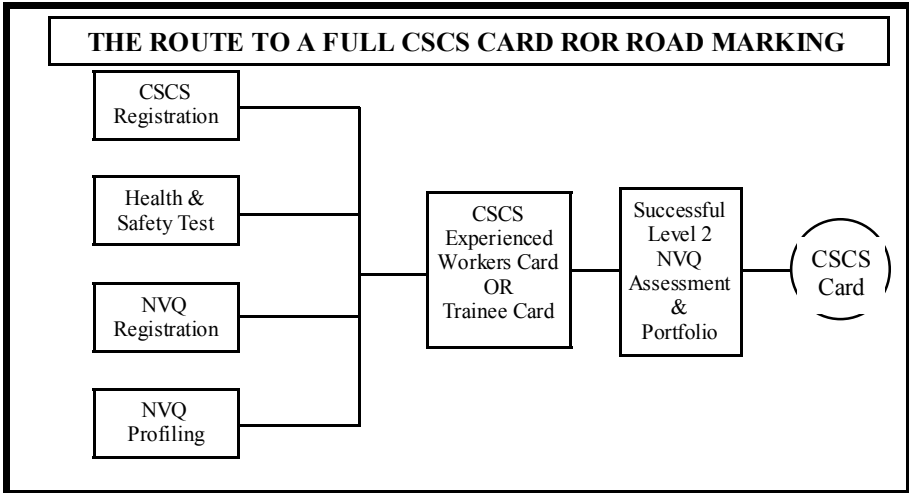 THE ROUTE TO A FULL CSCS CARD ROR ROAD MARKING
CSCS
Registration
Health &
Safety Test
NVQ
Registration
NVQ
Profiling
CSCS
Experienced
Workers Card
OR
Trainee Card
Successful
Level 2
NVQ
Assessment
&
Portfolio
CSCS
Card